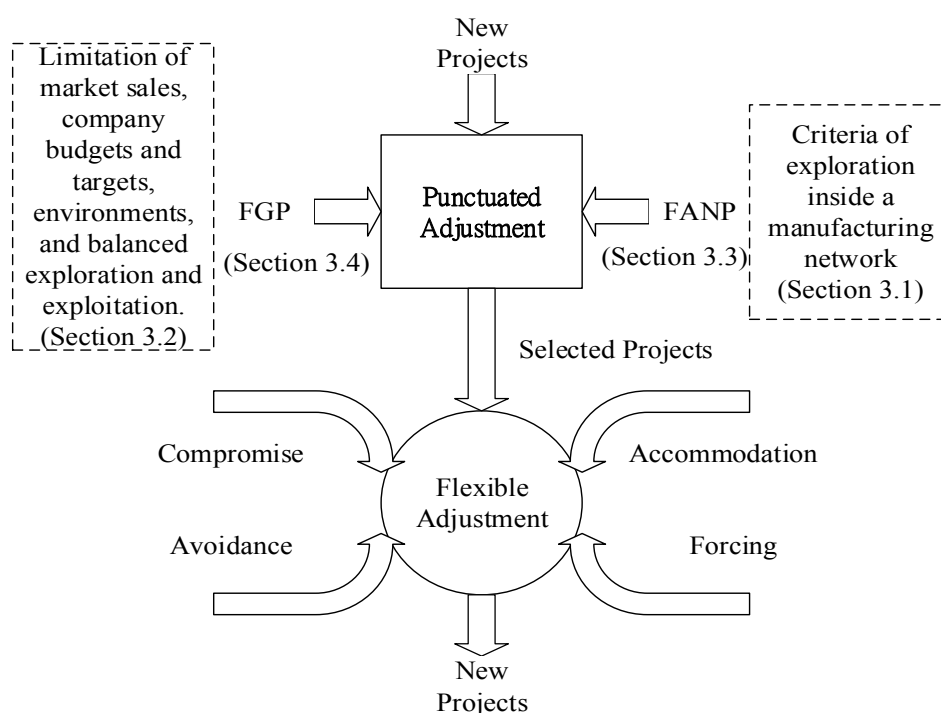 New
Projects
Limitation of
market sales,
company
budgets and
targets,
environments,
and balanced
exploration and
exploitation.
(Section 3.2)
FGP
(Section 3.4)
Punctuated
Adjustment
FANP
(Section 3.3)
Criteria of
exploration
inside a
manufacturing
network
(Section 3.1)
Selected Projects
Compromise
Accommodation
Flexible
Adjustment
Avoidance
Forcing
New
Projects